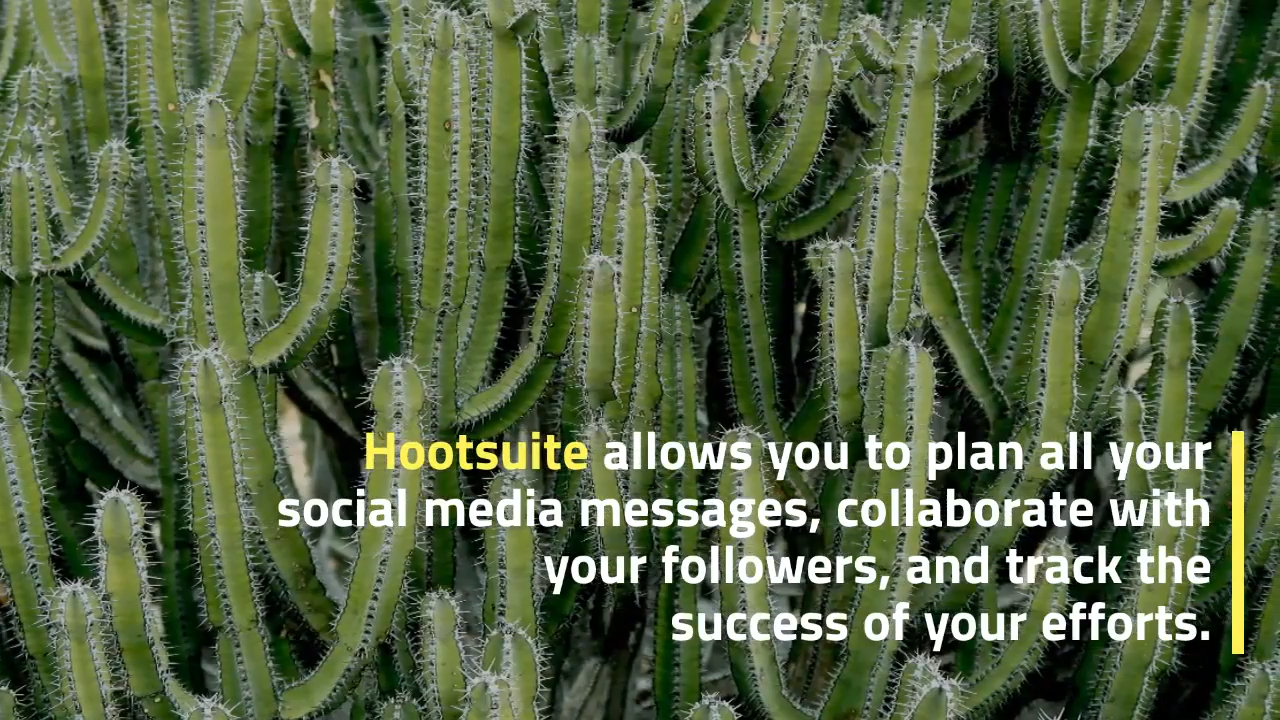 Hootsuite allows you to plan all your
social media messages, collaborate with
your followers, and track the
success of your efforts.